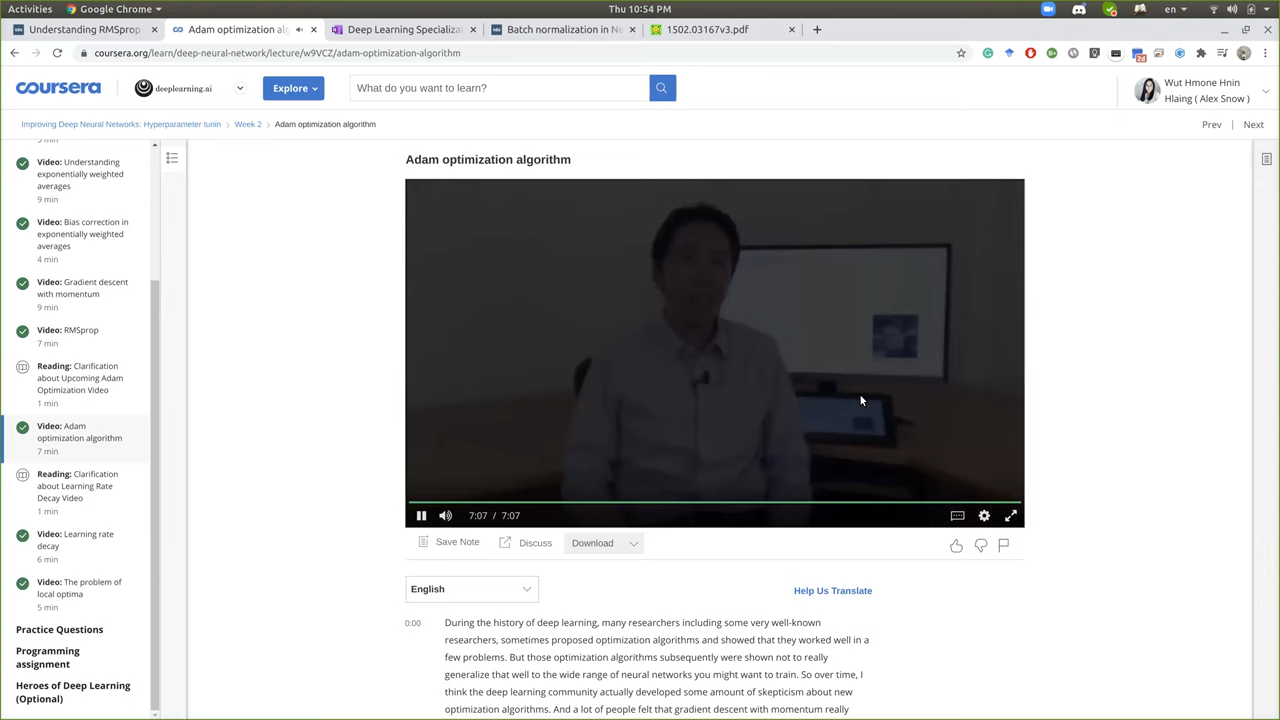 Activities
Google Chrome
Thu 10:54 PM
en
Understanding RMSprop
Adam optimization al
Deep Learning Specializ
Batch normalization in Ne
1502.03167v3.pdf
coursera.org/learn/deep-neural-network/lecture/w9VCZ/adam-optimization-algorithm
coursera
deeplearning.ai
Explore
What do you want to learn?
Wut Hmone Hnin
Hlaing ( Alex Snow )
Improving Deep Neural Networks: Hyperparameter tunin > Week 2 > Adam optimization algorithm
Prev | Next
Video: Understanding
exponentially weighted
averages
9 min
Video: Bias correction in
exponentially weighted
averages
4 min
Video: Gradient descent
with momentum
9 min
Video: RMSprop
7 min
Reading: Clarification
about Upcoming Adam
Optimization Video
1 min
Video: Adam
optimization algorithm
7 min
Reading: Clarification
about Learning Rate
Decay Video
1 min
Video: Learning rate
decay
6 min
Video: The problem of
local optima
5 min
Practice Questions
Programming
assignment
Heroes of Deep Learning
(Optional)
Adam optimization algorithm
7:07 / 7:07
Save Note
Discuss
Download
English
Help Us Translate
0:00
During the history of deep learning, many researchers including some very well-known
researchers, sometimes proposed optimization algorithms and showed that they worked well in a
few problems. But those optimization algorithms subsequently were shown not to really
generalize that well to the wide range of neural networks you might want to train. So over time, I
think the deep learning community actually developed some amount of skepticism about new
optimization algorithms. And a lot of people felt that gradient descent with momentum really